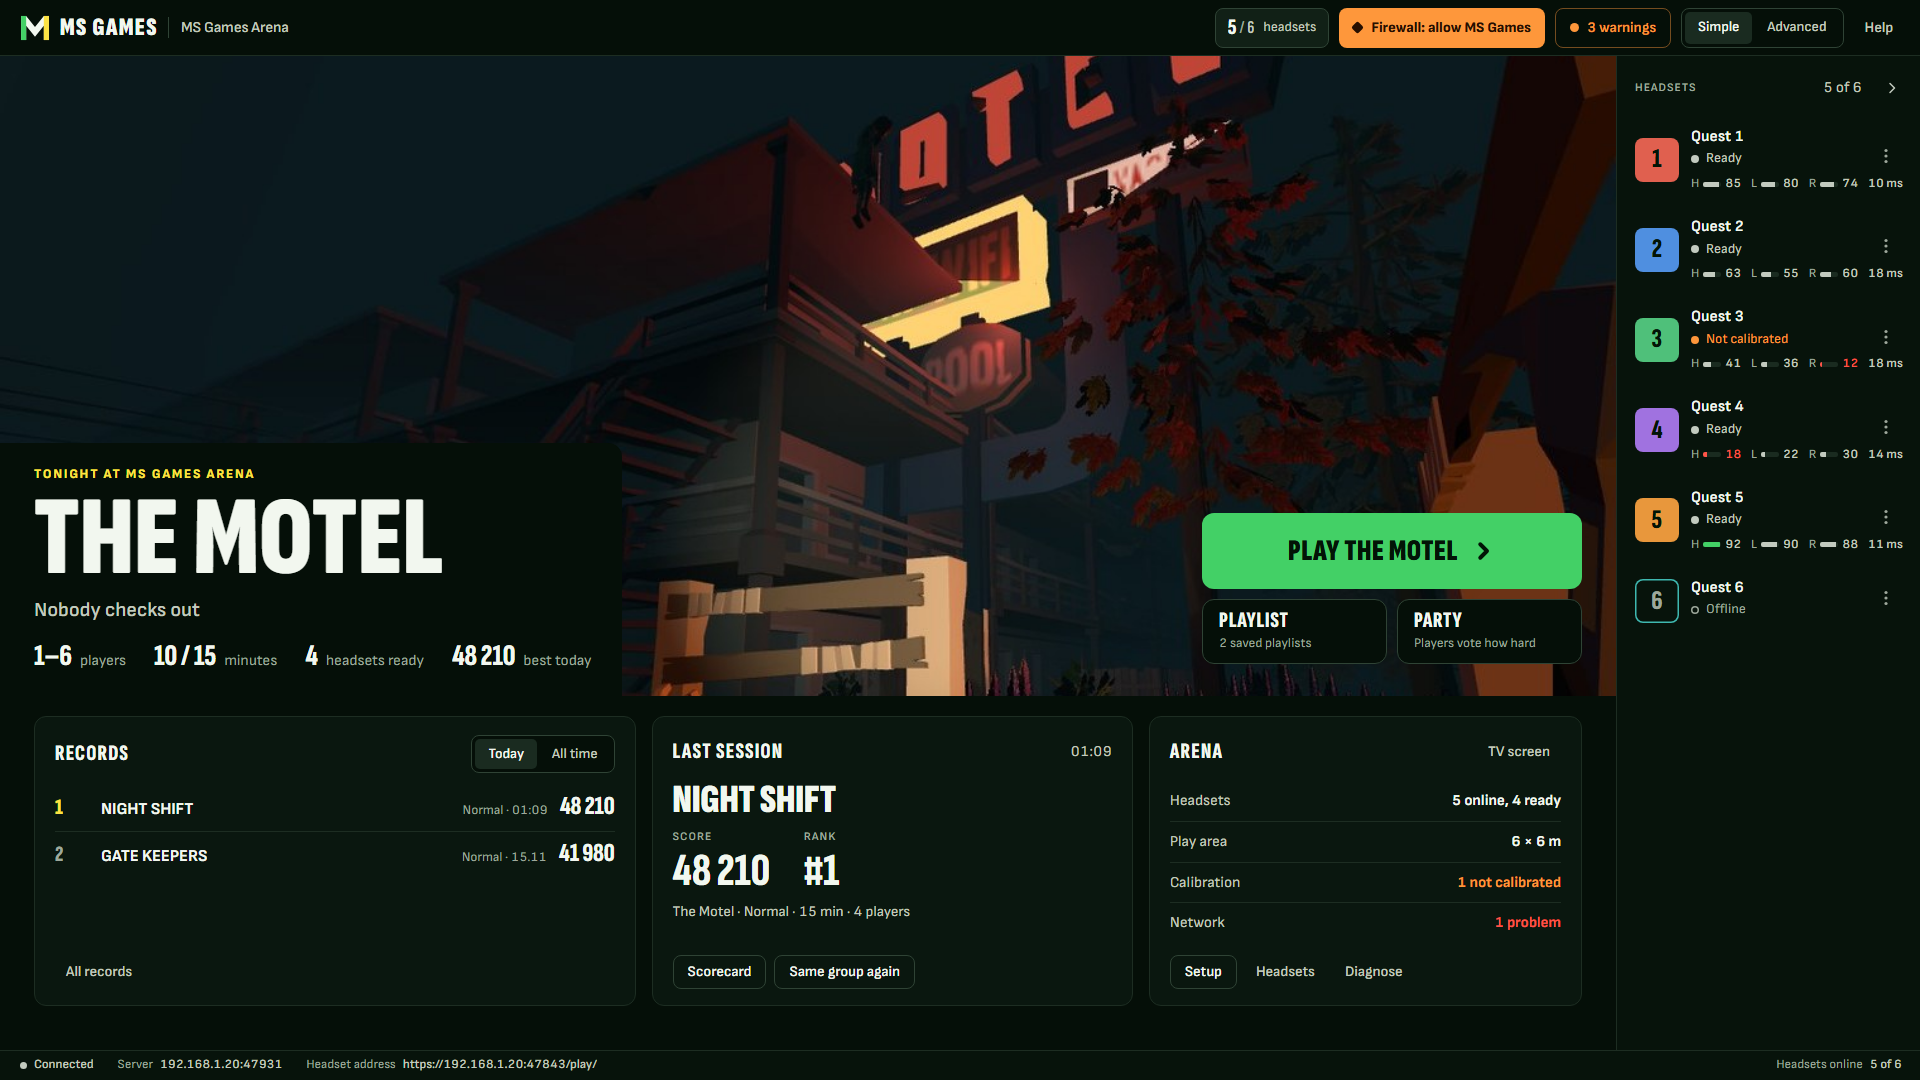 MS GAMES
MS Games Arena
5 / 6 headsets
Firewall: allow MS Games
3 warnings
Simple
Advanced
Help
OTEL
VA
POOL
TONIGHT AT MS GAMES ARENA
THE MOTEL
Nobody checks out
1–6 players
10 / 15 minutes
4 headsets ready
48 210 best today
PLAY THE MOTEL
PLAYLIST
2 saved playlists
PARTY
Players vote how hard
HEADSETS
5 of 6
1
Quest 1
Ready
H 85 L 80 R 74 10 ms
2
Quest 2
Ready
H 63 L 55 R 60 18 ms
3
Quest 3
Not calibrated
H 41 L 36 R 12 18 ms
4
Quest 4
Ready
H 18 L 22 R 30 14 ms
5
Quest 5
Ready
H 92 L 90 R 88 11 ms
6
Quest 6
Offline
RECORDS
Today
All time
1 NIGHT SHIFT Normal · 01:09 48 210
2 GATE KEEPERS Normal · 15.11 41 980
All records
LAST SESSION
01:09
NIGHT SHIFT
SCORE RANK
48 210 #1
The Motel · Normal · 15 min · 4 players
Scorecard
Same group again
ARENA
TV screen
Headsets 5 online, 4 ready
Play area 6 × 6 m
Calibration 1 not calibrated
Network 1 problem
Setup
Headsets
Diagnose
Connected
Server 192.168.1.20:47931
Headset address https://192.168.1.20:47843/play/
Headsets online 5 of 6